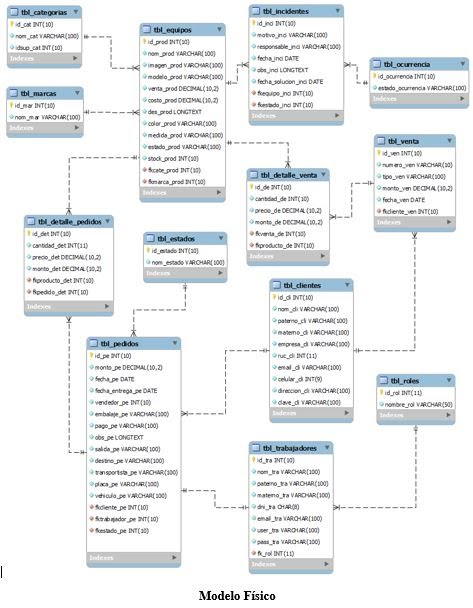 tbl_categorias
id_cat INT(10)
nom_cat VARCHAR(100)
idsup_cat INT(10)
Indexes
tbl_marcas
id_mar INT(10)
nom_mar VARCHAR(100)
Indexes
tbl_equipos
id_prod INT(10)
nom_prod VARCHAR(100)
imagen_prod VARCHAR(100)
modelo_prod VARCHAR(100)
venta_prod DECIMAL(10,2)
costo_prod DECIMAL(10,2)
des_prod LONGTEXT
color_prod VARCHAR(100)
medida_prod VARCHAR(100)
estado_prod VARCHAR(100)
stock_prod INT(10)
fkcate_prod INT(10)
fkmarca_prod INT(10)
Indexes
tbl_incidentes
id_inci INT(10)
motivo_inci VARCHAR(100)
responsable_inci VARCHAR(100)
fecha_inci DATE
obs_inci LONGTEXT
fecha_solucion_inci DATE
fkequipo_inci INT(10)
fkestado_inci INT(10)
Indexes
tbl_ocurrencia
id_ocurrencia INT(10)
estado_ocurrencia VARCHAR(100)
Indexes
tbl_venta
id_ven INT(10)
numero_ven VARCHAR(10)
tipo_ven VARCHAR(100)
monto_ven DECIMAL(10,2)
fecha_ven DATE
fkcliente_ven INT(10)
Indexes
tbl_detalle_venta
id_de INT(10)
cantidad_de INT(10)
precio_de DECIMAL(10,2)
monto_de DECIMAL(10,2)
fkventa_de INT(10)
fkproducto_de INT(10)
Indexes
tbl_detalle_pedidos
id_det INT(10)
cantidad_det INT(11)
precio_det DECIMAL(10,2)
monto_det DECIMAL(10,2)
fkproducto_det INT(10)
fkpedido_det INT(10)
Indexes
tbl_estados
id_estado INT(10)
nom_estado VARCHAR(100)
Indexes
tbl_clientes
id_cli INT(10)
nom_cli VARCHAR(100)
paterno_cli VARCHAR(100)
materno_cli VARCHAR(100)
empresa_cli VARCHAR(100)
ruc_cli INT(11)
email_cli VARCHAR(100)
celular_cli INT(9)
direccion_cli VARCHAR(100)
clave_cli VARCHAR(100)
Indexes
tbl_pedidos
id_pe INT(10)
monto_pe DECIMAL(10,2)
fecha_pe DATE
fecha_entrega_pe DATE
vendedor_pe INT(10)
embalaje_pe VARCHAR(100)
pago_pe VARCHAR(100)
obs_pe LONGTEXT
salida_pe VARCHAR(100)
destino_pe VARCHAR(100)
transportista_pe VARCHAR(100)
placa_pe VARCHAR(100)
vehiculo_pe VARCHAR(100)
fkcliente_pe INT(10)
fktrabajador_pe INT(10)
fkestado_pe INT(10)
Indexes
tbl_roles
id_rol INT(11)
nombre_rol VARCHAR(50)
Indexes
tbl_trabajadores
id_tra INT(10)
nom_tra VARCHAR(100)
paterno_tra VARCHAR(100)
materno_tra VARCHAR(100)
dni_tra CHAR(8)
email_tra VARCHAR(100)
user_tra VARCHAR(100)
pass_tra VARCHAR(100)
fk_rol INT(11)
Indexes
Modelo Físico